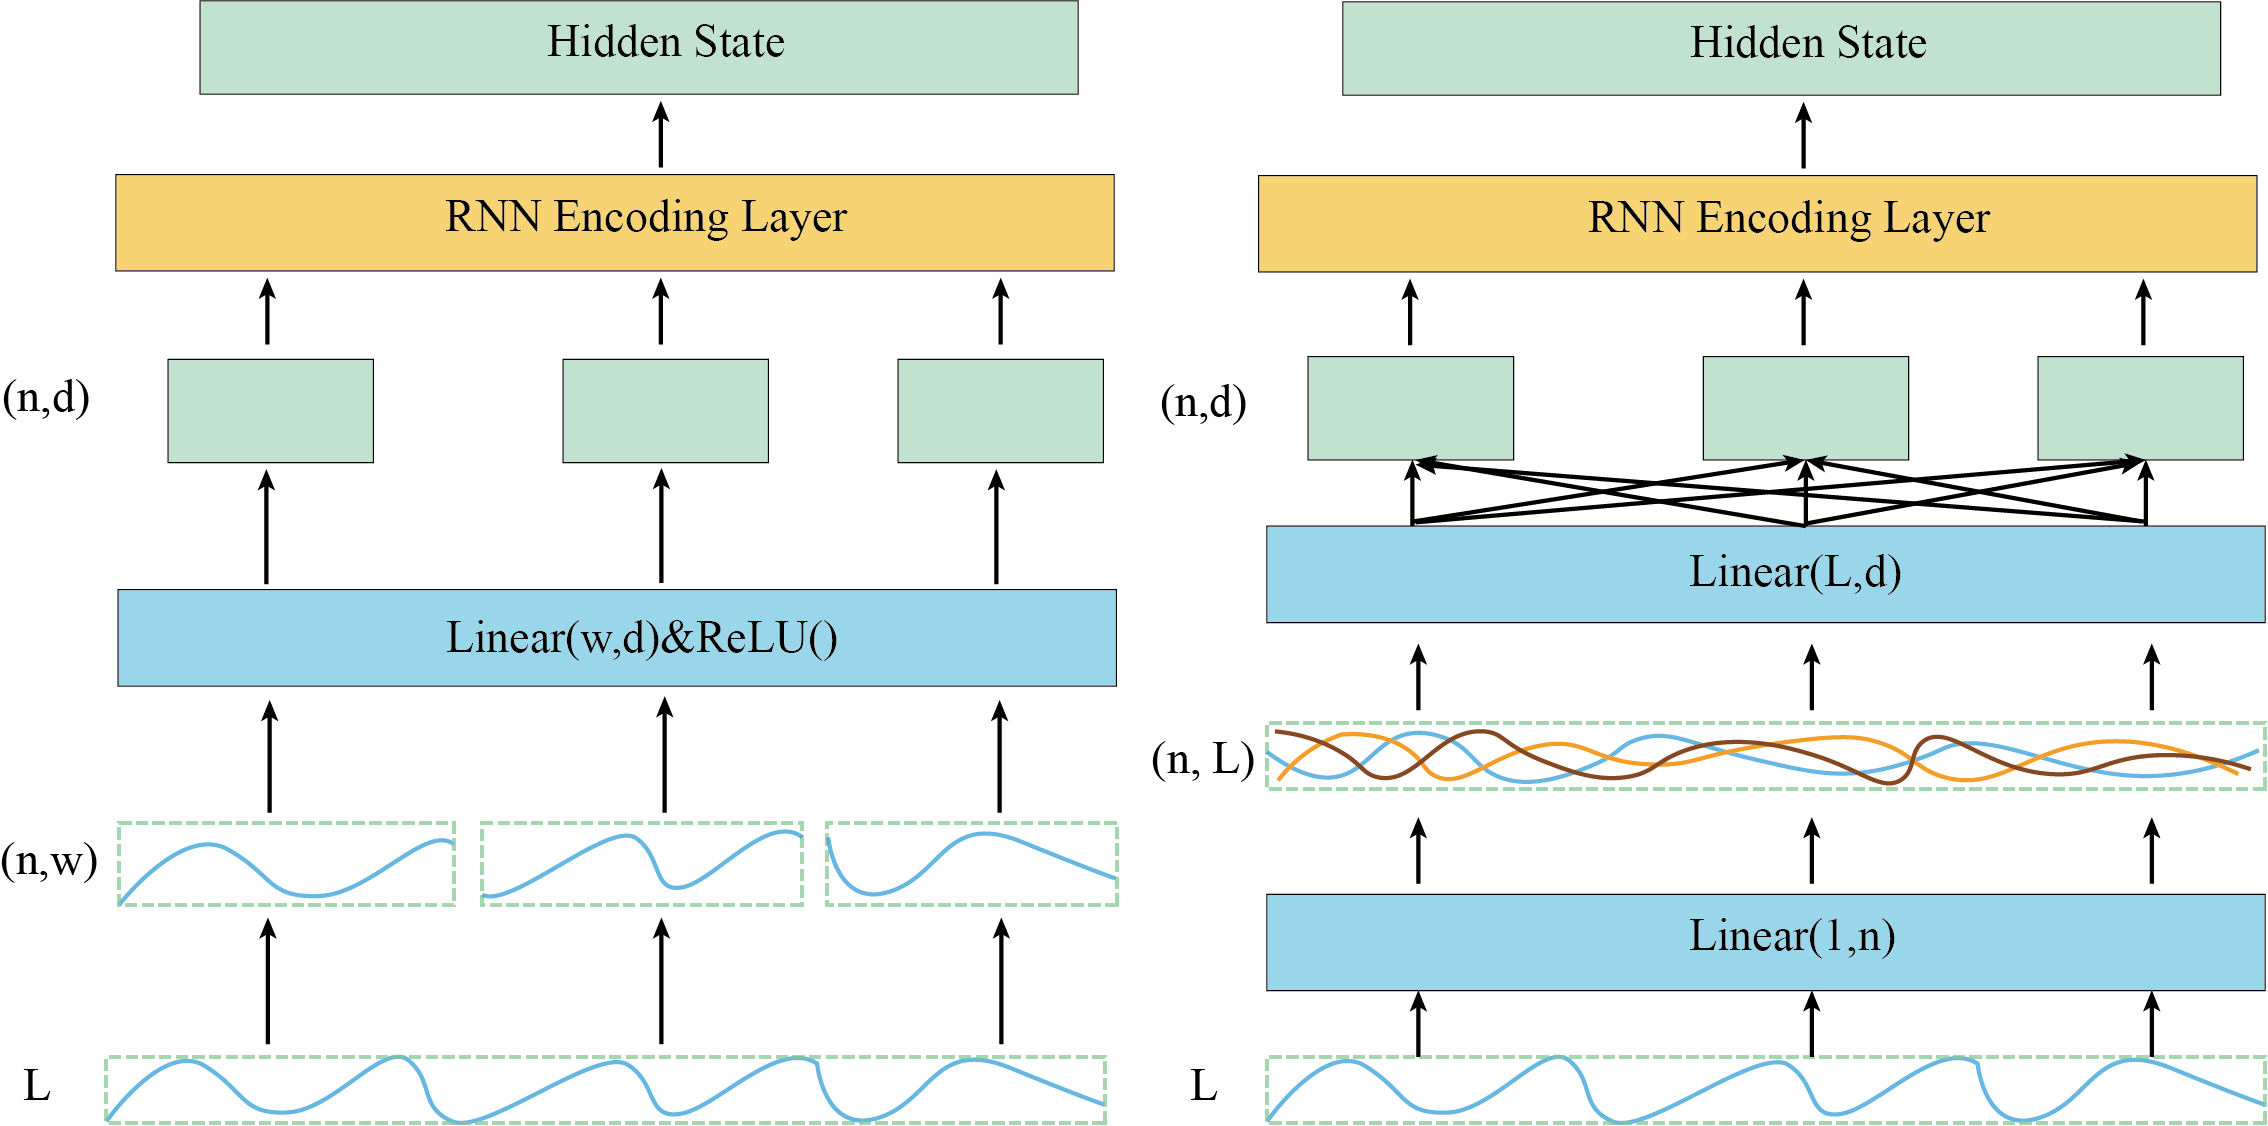 Hidden State
RNN Encoding Layer
(n,d)
Linear(w,d)&ReLU()
(n,w)
L
Hidden State
RNN Encoding Layer
(n,d)
Linear(L,d)
(n, L)
Linear(1,n)
L